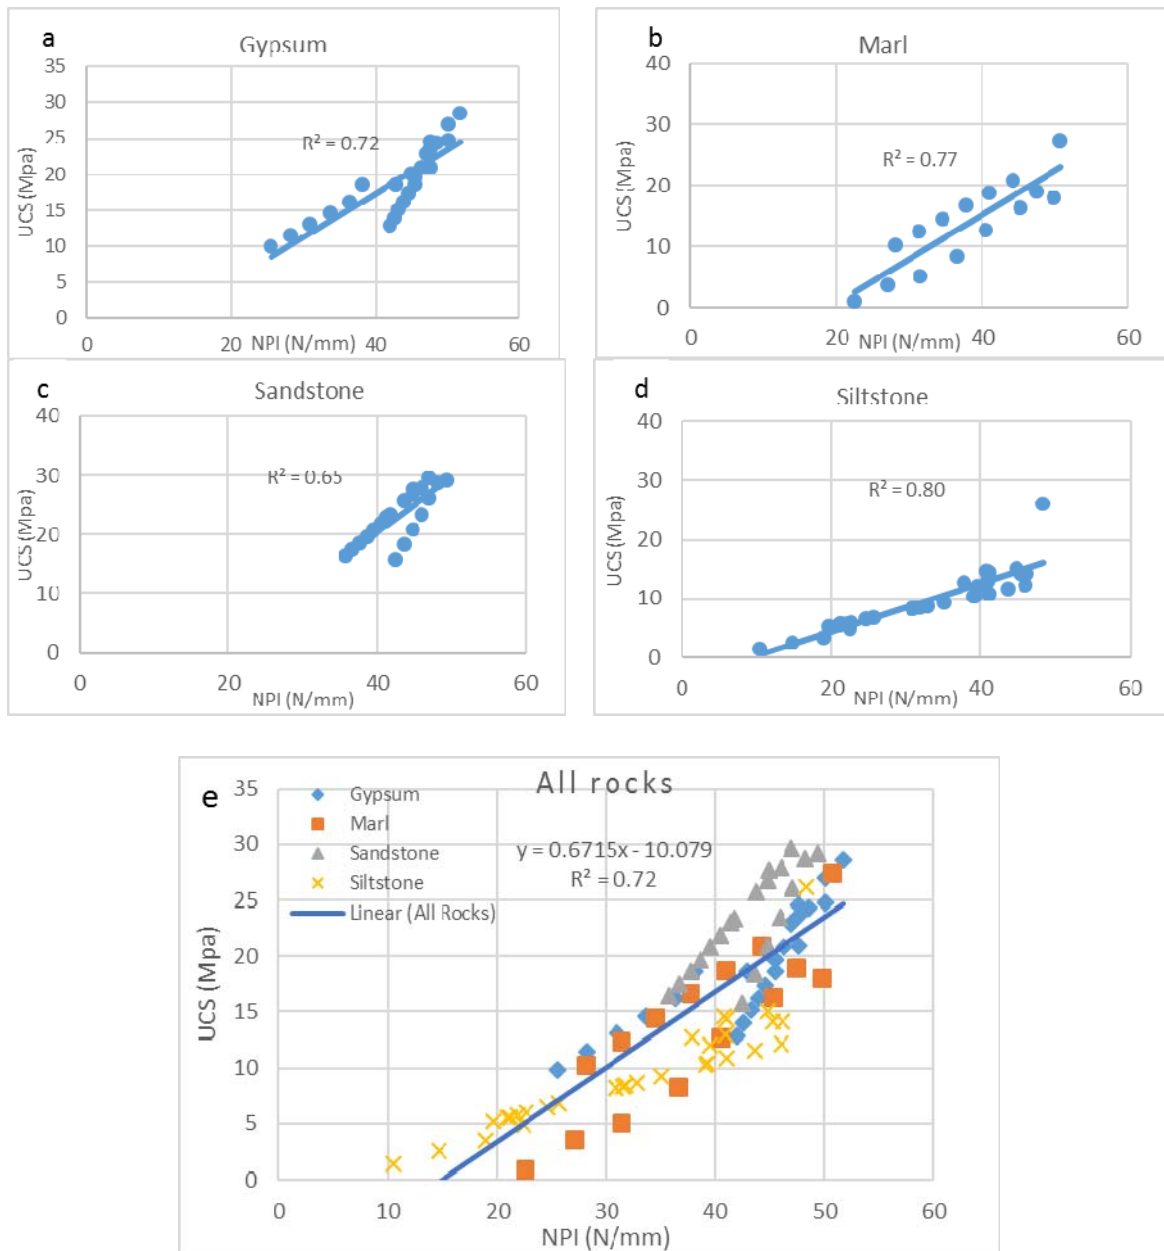 a
Gypsum
35
30
25
20
15
10
5
0
UCS (Mpa)
R² = 0.72
0 20 40 60
NPI (N/mm)
b
Marl
40
30
20
10
0
UCS (Mpa)
R² = 0.77
0 20 40 60
NPI (N/mm)
c
Sandstone
40
30
20
10
0
UCS (Mpa)
R² = 0.65
0 20 40 60
NPI (N/mm)
d
Siltstone
40
30
20
10
0
UCS (Mpa)
R² = 0.80
0 20 40 60
NPI (N/mm)
e
All rocks
35
30
25
20
15
10
5
0
UCS (Mpa)
Gypsum
Marl
Sandstone
Siltstone
Linear (All Rocks)
y = 0.6715x - 10.079
R² = 0.72
0 10 20 30 40 50 60
NPI (N/mm)